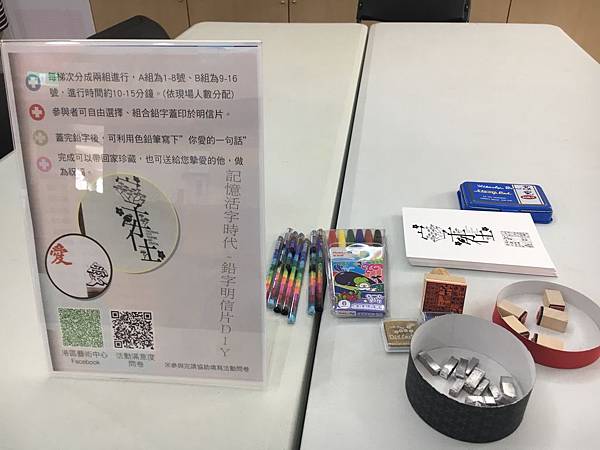 每梯次分成兩組進行，A組為1-8號、B組為9-16
號，進行時間約10-15分鐘。(依現場人數分配)
參與者可自由選擇、組合鉛字蓋印於明信片。
蓋完鉛字後，可利用色鉛筆寫下"你愛的一句話"
完成可以帶回家珍藏，也可送給您摯愛的他，做
為祝
記憶活字時代-鉛字明信片DIY
愛
港區藝術中心
Facebook
活動滿意度
問卷
※參與完請協助填寫活動問卷